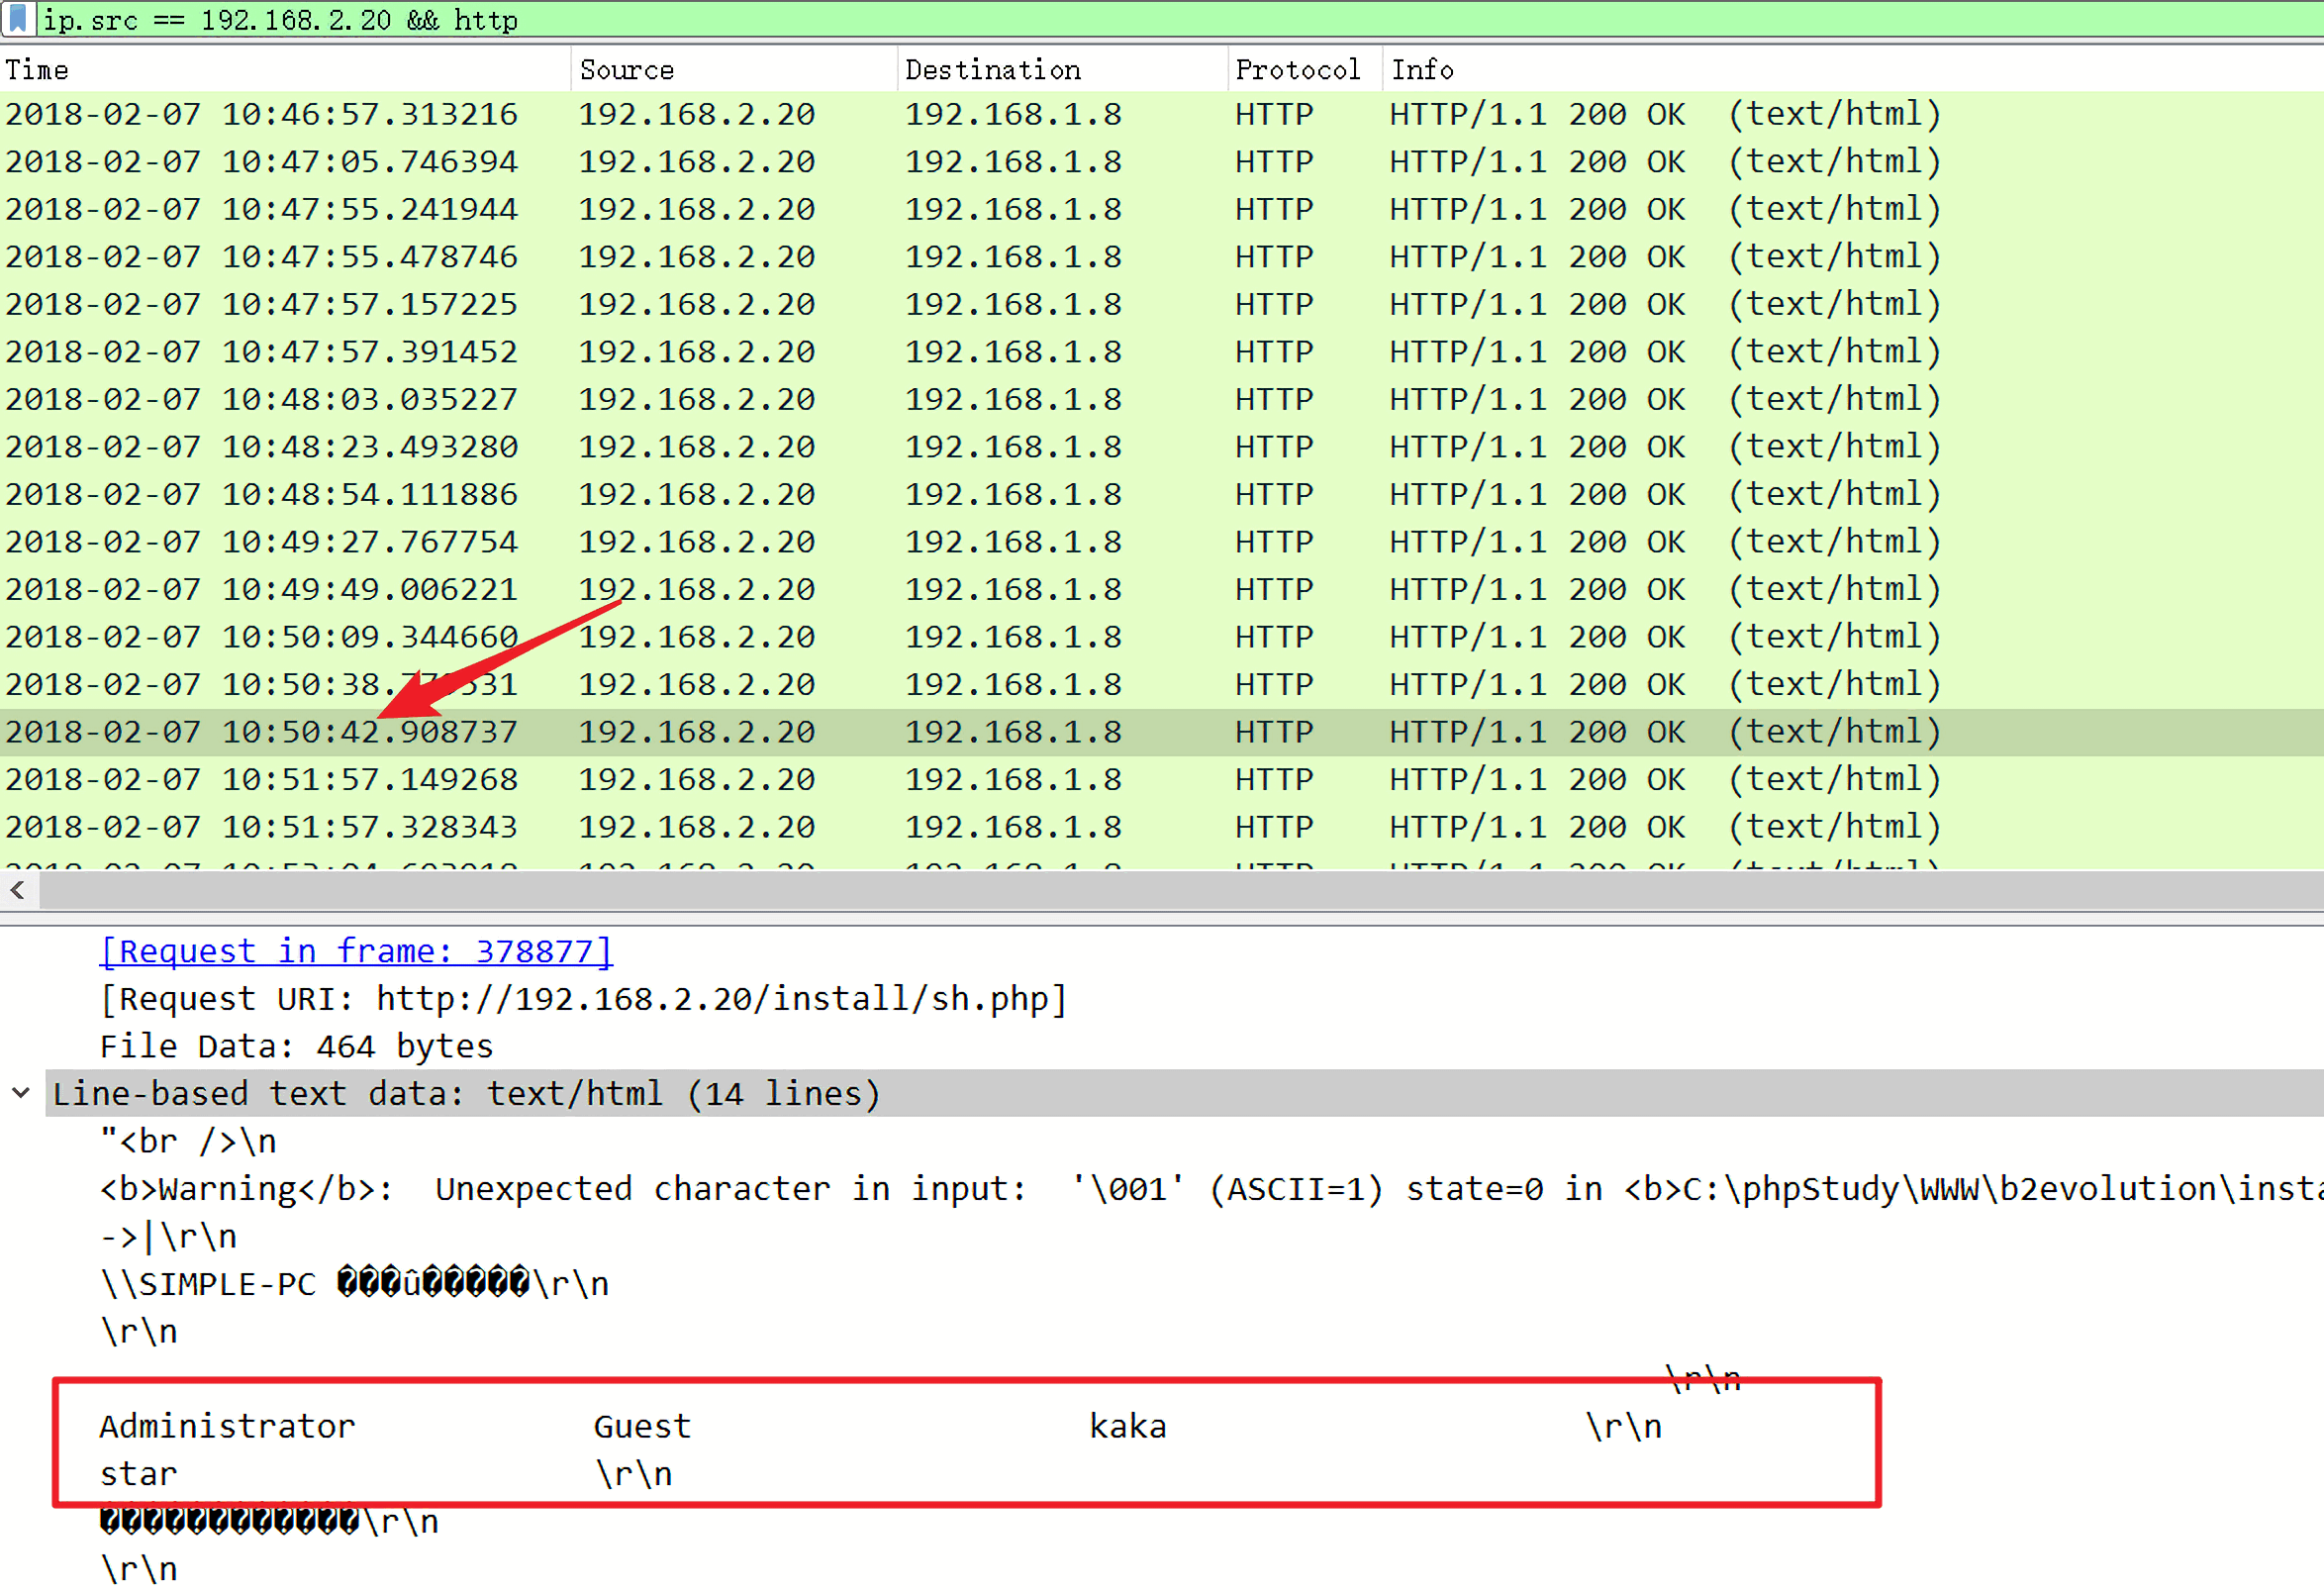 ip.src == 192.168.2.20 && http
Time Source Destination Protocol Info
2018-02-07 10:46:57.313216 192.168.2.20 192.168.1.8 HTTP HTTP/1.1 200 OK (text/html)
2018-02-07 10:47:05.746394 192.168.2.20 192.168.1.8 HTTP HTTP/1.1 200 OK (text/html)
2018-02-07 10:47:55.241944 192.168.2.20 192.168.1.8 HTTP HTTP/1.1 200 OK (text/html)
2018-02-07 10:47:55.478746 192.168.2.20 192.168.1.8 HTTP HTTP/1.1 200 OK (text/html)
2018-02-07 10:47:57.157225 192.168.2.20 192.168.1.8 HTTP HTTP/1.1 200 OK (text/html)
2018-02-07 10:47:57.391452 192.168.2.20 192.168.1.8 HTTP HTTP/1.1 200 OK (text/html)
2018-02-07 10:48:03.035227 192.168.2.20 192.168.1.8 HTTP HTTP/1.1 200 OK (text/html)
2018-02-07 10:48:23.493280 192.168.2.20 192.168.1.8 HTTP HTTP/1.1 200 OK (text/html)
2018-02-07 10:48:54.111886 192.168.2.20 192.168.1.8 HTTP HTTP/1.1 200 OK (text/html)
2018-02-07 10:49:27.767754 192.168.2.20 192.168.1.8 HTTP HTTP/1.1 200 OK (text/html)
2018-02-07 10:49:49.006221 192.168.2.20 192.168.1.8 HTTP HTTP/1.1 200 OK (text/html)
2018-02-07 10:50:09.344660 192.168.2.20 192.168.1.8 HTTP HTTP/1.1 200 OK (text/html)
2018-02-07 192.168.2.20 192.168.1.8 HTTP HTTP/1.1 200 OK (text/html)
2018-02-07 10:50:42.908737 192.168.2.20 192.168.1.8 HTTP HTTP/1.1 200 OK (text/html)
2018-02-07 10:51:57.149268 192.168.2.20 192.168.1.8 HTTP HTTP/1.1 200 OK (text/html)
2018-02-07 10:51:57.328343 192.168.2.20 192.168.1.8 HTTP HTTP/1.1 200 OK (text/html)
[Request in frame: 378877]
[Request URI: http://192.168.2.20/install/sh.php]
File Data: 464 bytes
Line-based text data: text/html (14 lines)
"<br />\n
<b>Warning</b>:  Unexpected character in input:  '\001' (ASCII=1) state=0 in <b>C:\phpStudy\WWW\b2evolution\insta
->|\r\n
\\SIMPLE-PC ���û�����\r\n
\r\n
\r\n
Administrator Guest kaka \r\n
star \r\n
������������\r\n
\r\n